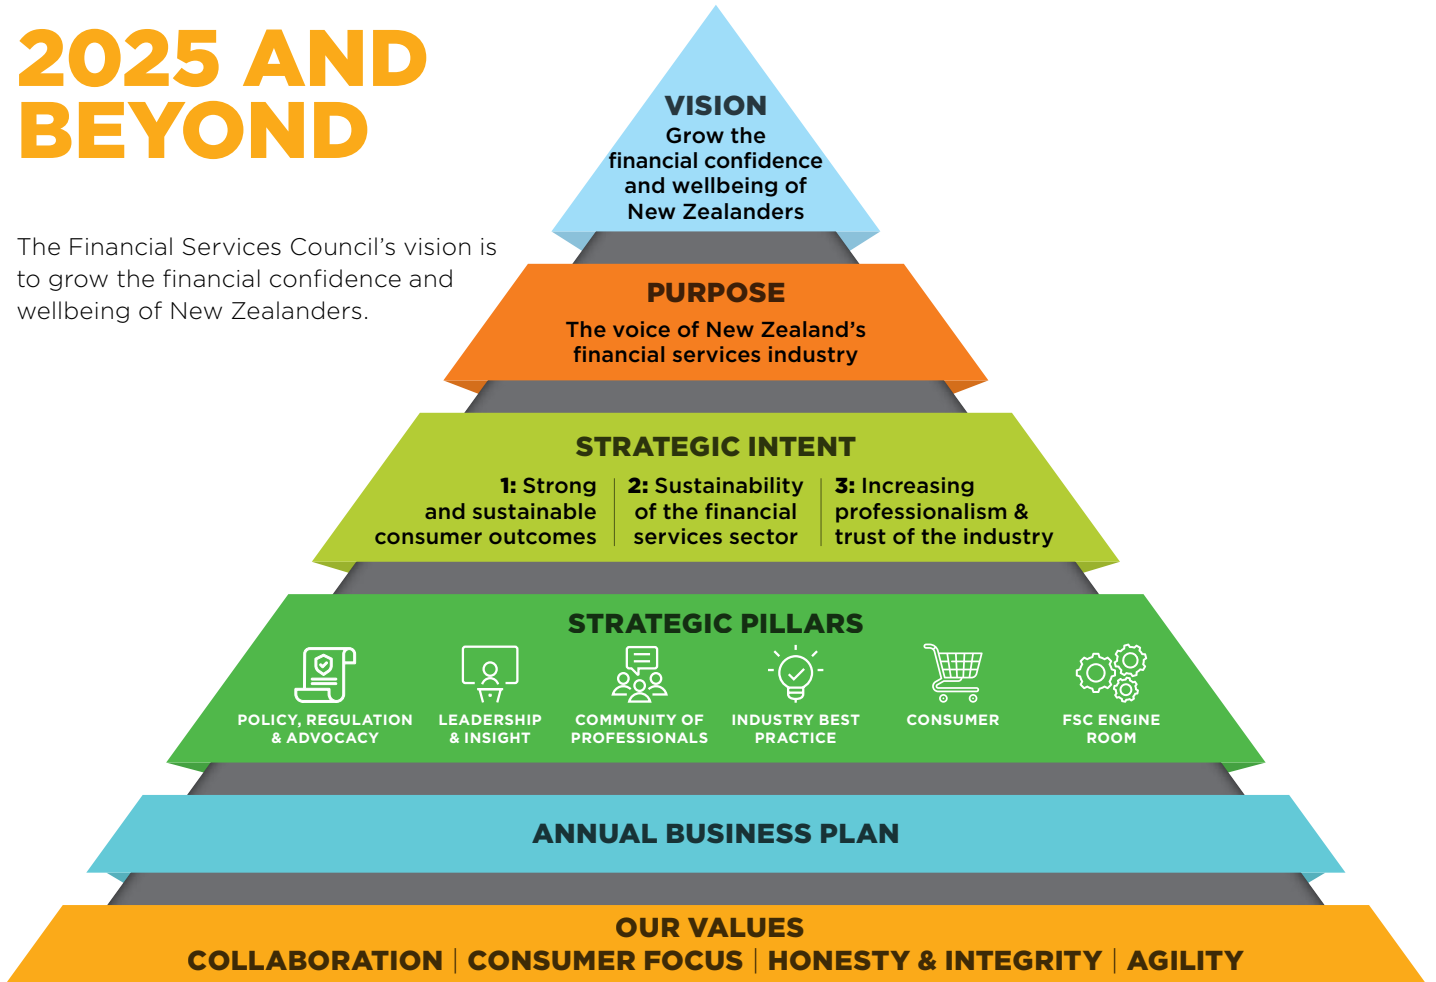 2025 AND
BEYOND
The Financial Services Council’s vision is
to grow the financial confidence and
wellbeing of New Zealanders.
VISION
Grow the
financial confidence
and wellbeing of
New Zealanders
PURPOSE
The voice of New Zealand’s
financial services industry
STRATEGIC INTENT
1: Strong
and sustainable
consumer outcomes
2: Sustainability
of the financial
services sector
3: Increasing
professionalism &
trust of the industry
STRATEGIC PILLARS
POLICY, REGULATION
& ADVOCACY
LEADERSHIP
& INSIGHT
COMMUNITY OF
PROFESSIONALS
INDUSTRY BEST
PRACTICE
CONSUMER
FSC ENGINE
ROOM
ANNUAL BUSINESS PLAN
OUR VALUES
COLLABORATION | CONSUMER FOCUS | HONESTY & INTEGRITY | AGILITY